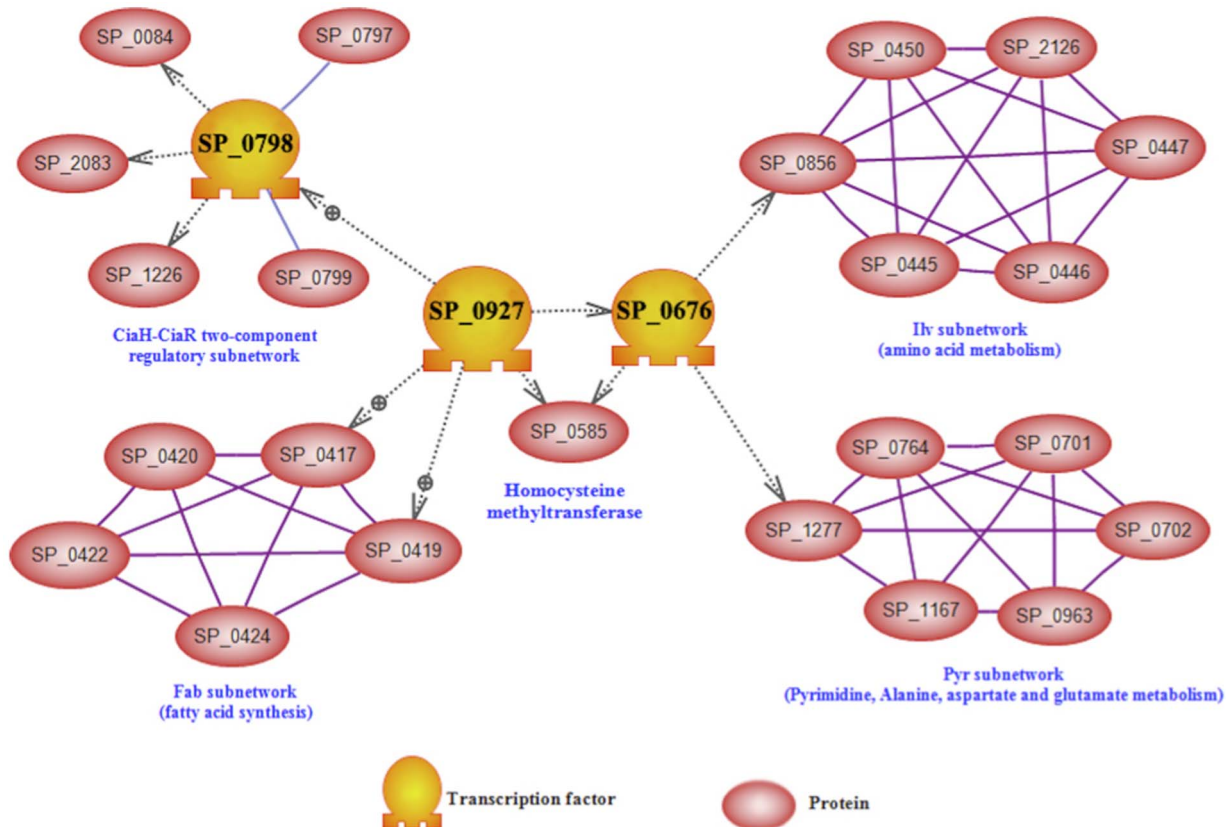 SP_0084
SP_0797
SP_0798
SP_2083
SP_1226
SP_0799
CiaH-CiaR two-component
regulatory subnetwork
SP_0450
SP_2126
SP_0856
SP_0447
SP_0445
SP_0446
Ilv subnetwork
(amino acid metabolism)
SP_0927
SP_0676
SP_0585
Homocysteine
methyltransferase
SP_0420
SP_0417
SP_0422
SP_0419
SP_0424
Fab subnetwork
(fatty acid synthesis)
SP_0764
SP_0701
SP_1277
SP_0702
SP_1167
SP_0963
Pyr subnetwork
(Pyrimidine, Alanine, aspartate and glutamate metabolism)
Transcription factor
Protein